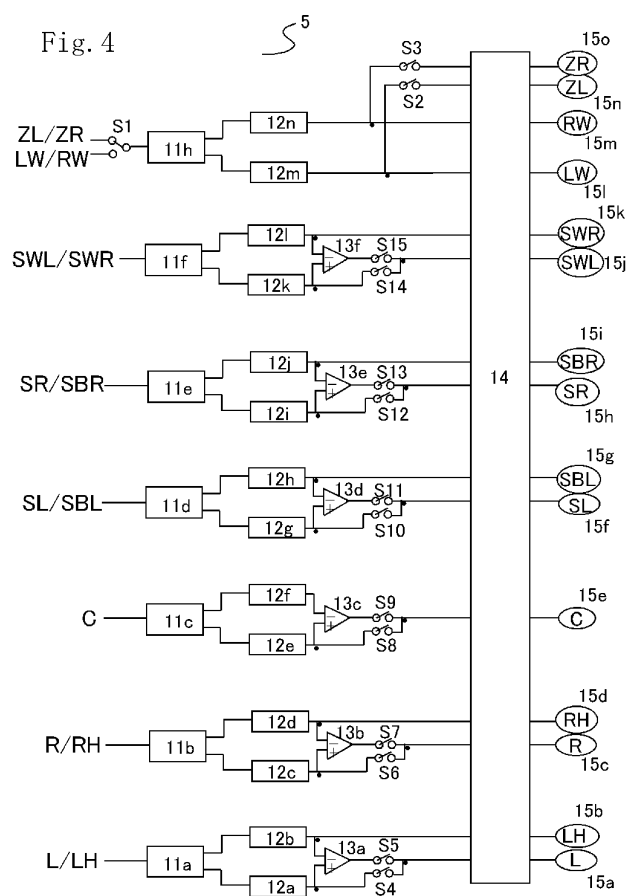 Fig. 4
5
S3
15o
ZR
S2
ZL
15n
ZL/ZR
S1
12n
RW
15m
LW/RW
11h
12m
LW
15l
15k
12l
13f
S15
SWR
SWL/SWR
11f
SWL
15j
12k
S14
15i
12j
13e
S13
SBR
14
SR/SBR
11e
SR
12i
S12
15h
15g
12h
13d
S11
SBL
SL/SBL
11d
SL
12g
S10
15f
12f
13c
S9
15e
C
11c
C
12e
S8
15d
12d
13b
S7
RH
R/RH
11b
R
12c
S6
15c
15b
12b
13a
S5
LH
L/LH
11a
L
12a
S4
15a